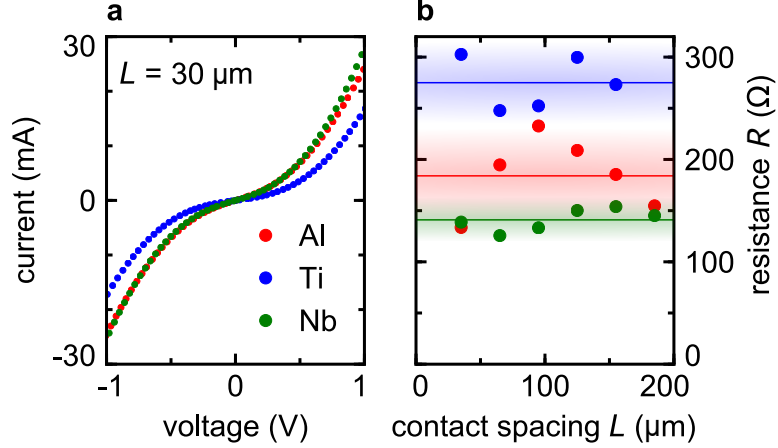 a
30
0
-30
current (mA)
L = 30 µm
Al
Ti
Nb
-1
0
1
voltage (V)
b
300
200
100
0
resistance R (Ω)
0
100
200
contact spacing L (µm)